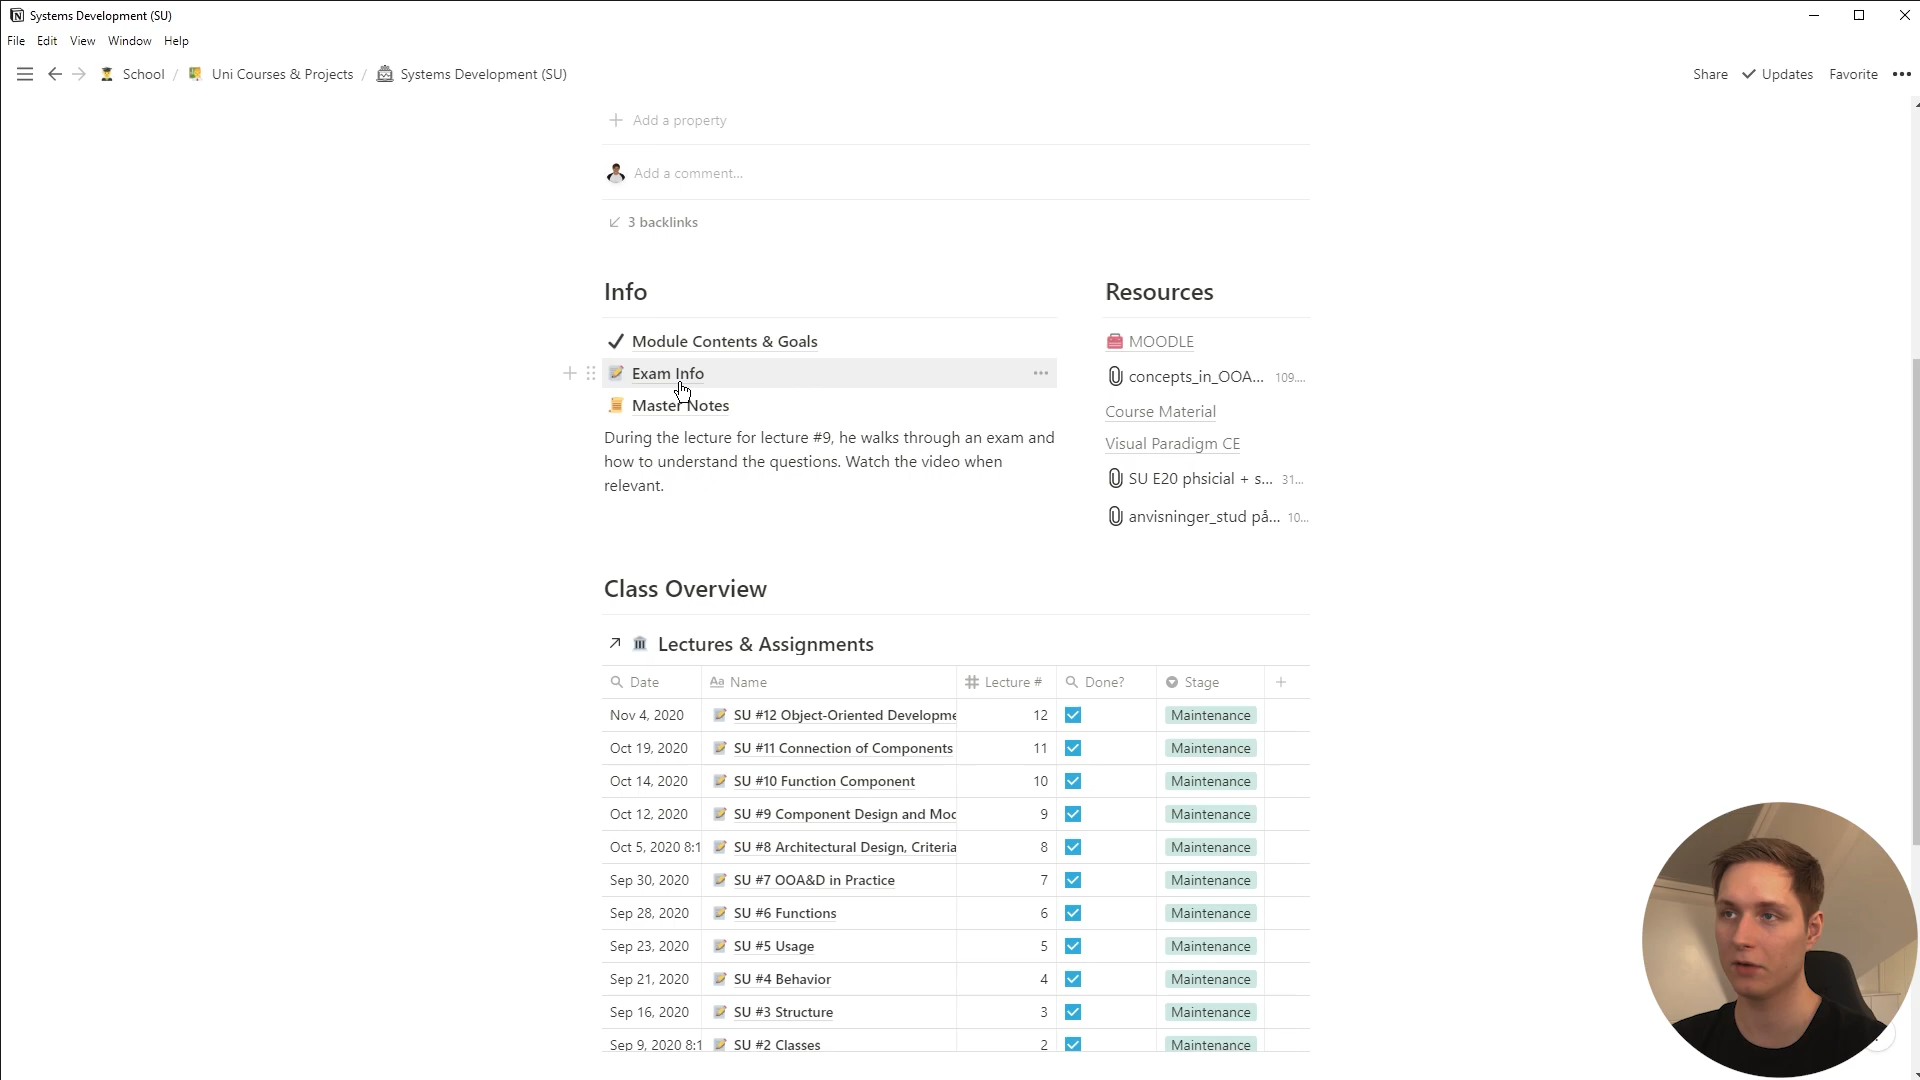 Systems Development (SU)
File Edit View Window Help
School / Uni Courses & Projects / Systems Development (SU)
Share Updates Favorite
Add a property
Add a comment...
3 backlinks
Info
Module Contents & Goals
Exam Info
Master Notes
During the lecture for lecture #9, he walks through an exam and
how to understand the questions. Watch the video when
relevant.
Resources
MOODLE
concepts_in_OOA... 109....
Course Material
Visual Paradigm CE
SU E20 phsicial + s... 31...
anvisninger_stud på... 10...
Class Overview
Lectures & Assignments
Date Aa Name Lecture # Done? Stage
Nov 4, 2020 SU #12 Object-Oriented Developme 12 Maintenance
Oct 19, 2020 SU #11 Connection of Components 11 Maintenance
Oct 14, 2020 SU #10 Function Component 10 Maintenance
Oct 12, 2020 SU #9 Component Design and Moc 9 Maintenance
Oct 5, 2020 8:1 SU #8 Architectural Design, Criteria 8 Maintenance
Sep 30, 2020 SU #7 OOA&D in Practice 7 Maintenance
Sep 28, 2020 SU #6 Functions 6 Maintenance
Sep 23, 2020 SU #5 Usage 5 Maintenance
Sep 21, 2020 SU #4 Behavior 4 Maintenance
Sep 16, 2020 SU #3 Structure 3 Maintenance
Sep 9, 2020 8:1 SU #2 Classes 2 Maintenance